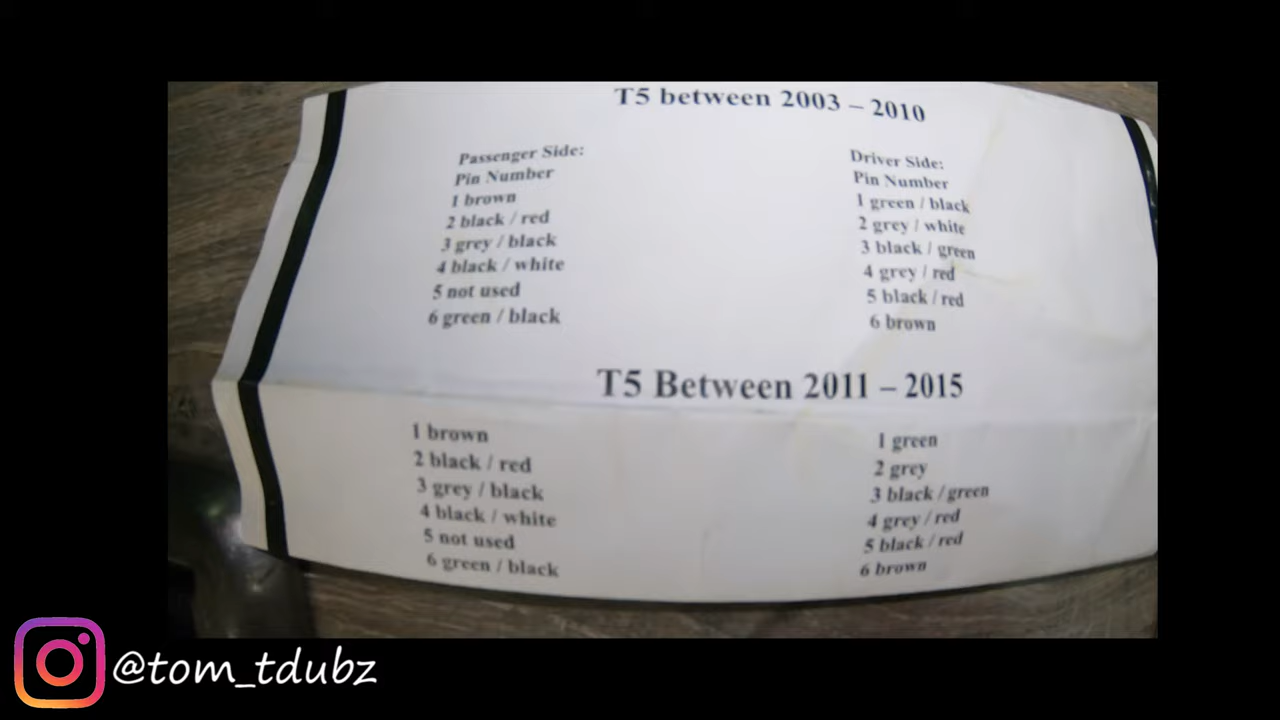 T5 between 2003 – 2010
Passenger Side:
Pin Number
1 brown
2 black / red
3 grey / black
4 black / white
5 not used
6 green / black
Driver Side:
Pin Number
1 green / black
2 grey / white
3 black / green
4 grey / red
5 black / red
6 brown
T5 Between 2011 – 2015
1 brown
2 black / red
3 grey / black
4 black / white
5 not used
6 green / black
1 green
2 grey
3 black / green
4 grey / red
5 black / red
6 brown
@tom_tdubz